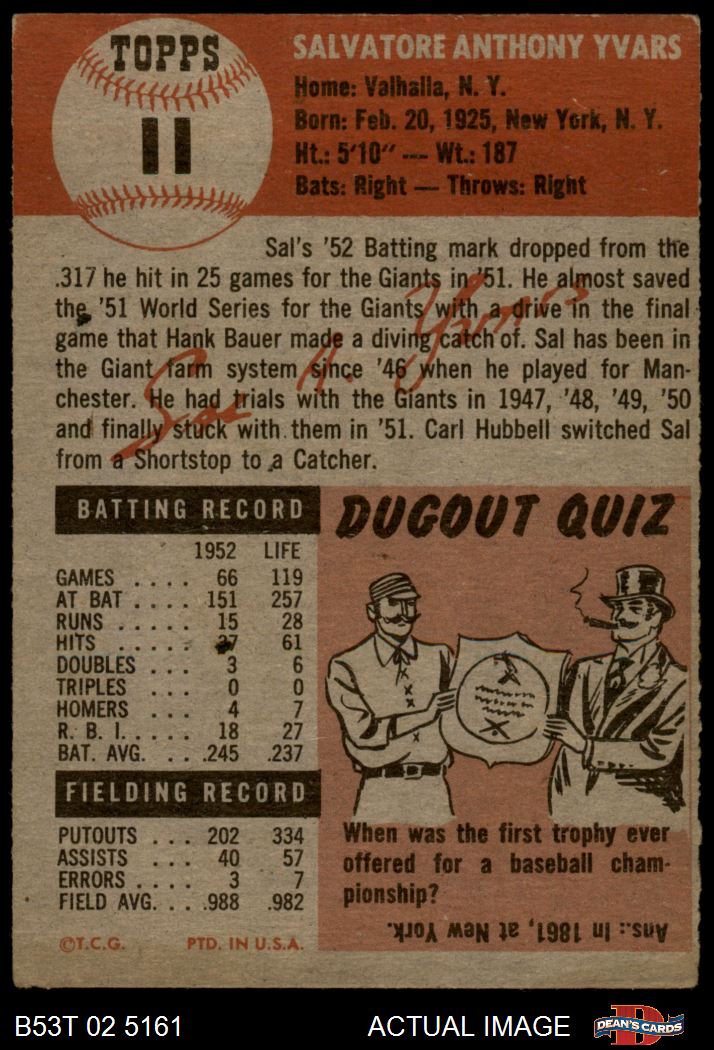 TOPPS
11
SALVATORE ANTHONY YVARS
Home: Valhalla, N. Y.
Born: Feb. 20, 1925, New York, N. Y.
Ht.: 5'10" — Wt.: 187
Bats: Right — Throws: Right
Sal's '52 Batting mark dropped from the
.317 he hit in 25 games for the Giants in '51. He almost saved
the '51 World Series for the Giants with a drive in the final
game that Hank Bauer made a diving catch of. Sal has been in
the Giant farm system since '46 when he played for Man-
chester. He had trials with the Giants in 1947, '48, '49, '50
and finally stuck with them in '51. Carl Hubbell switched Sal
from a Shortstop to a Catcher.
Sal A. Yvars
BATTING RECORD
1952 LIFE
GAMES . . . . 66 119
AT BAT . . . . 151 257
RUNS . . . . . 15 28
HITS . . . . . 37 61
DOUBLES . . . 3 6
TRIPLES . . . 0 0
HOMERS . . . 4 7
R. B. I. . . . . 18 27
BAT. AVG. . . .245 .237
FIELDING RECORD
PUTOUTS . . . 202 334
ASSISTS . . . . 40 57
ERRORS . . . . 3 7
FIELD AVG. . . .988 .982
©T.C.G. PTD. IN U.S.A.
DUGOUT QUIZ
When was the first trophy ever
offered for a baseball cham-
pionship?
Ans.: In 1861, at New York.
B53T 02 5161
ACTUAL IMAGE
D
DEAN'S CARDS